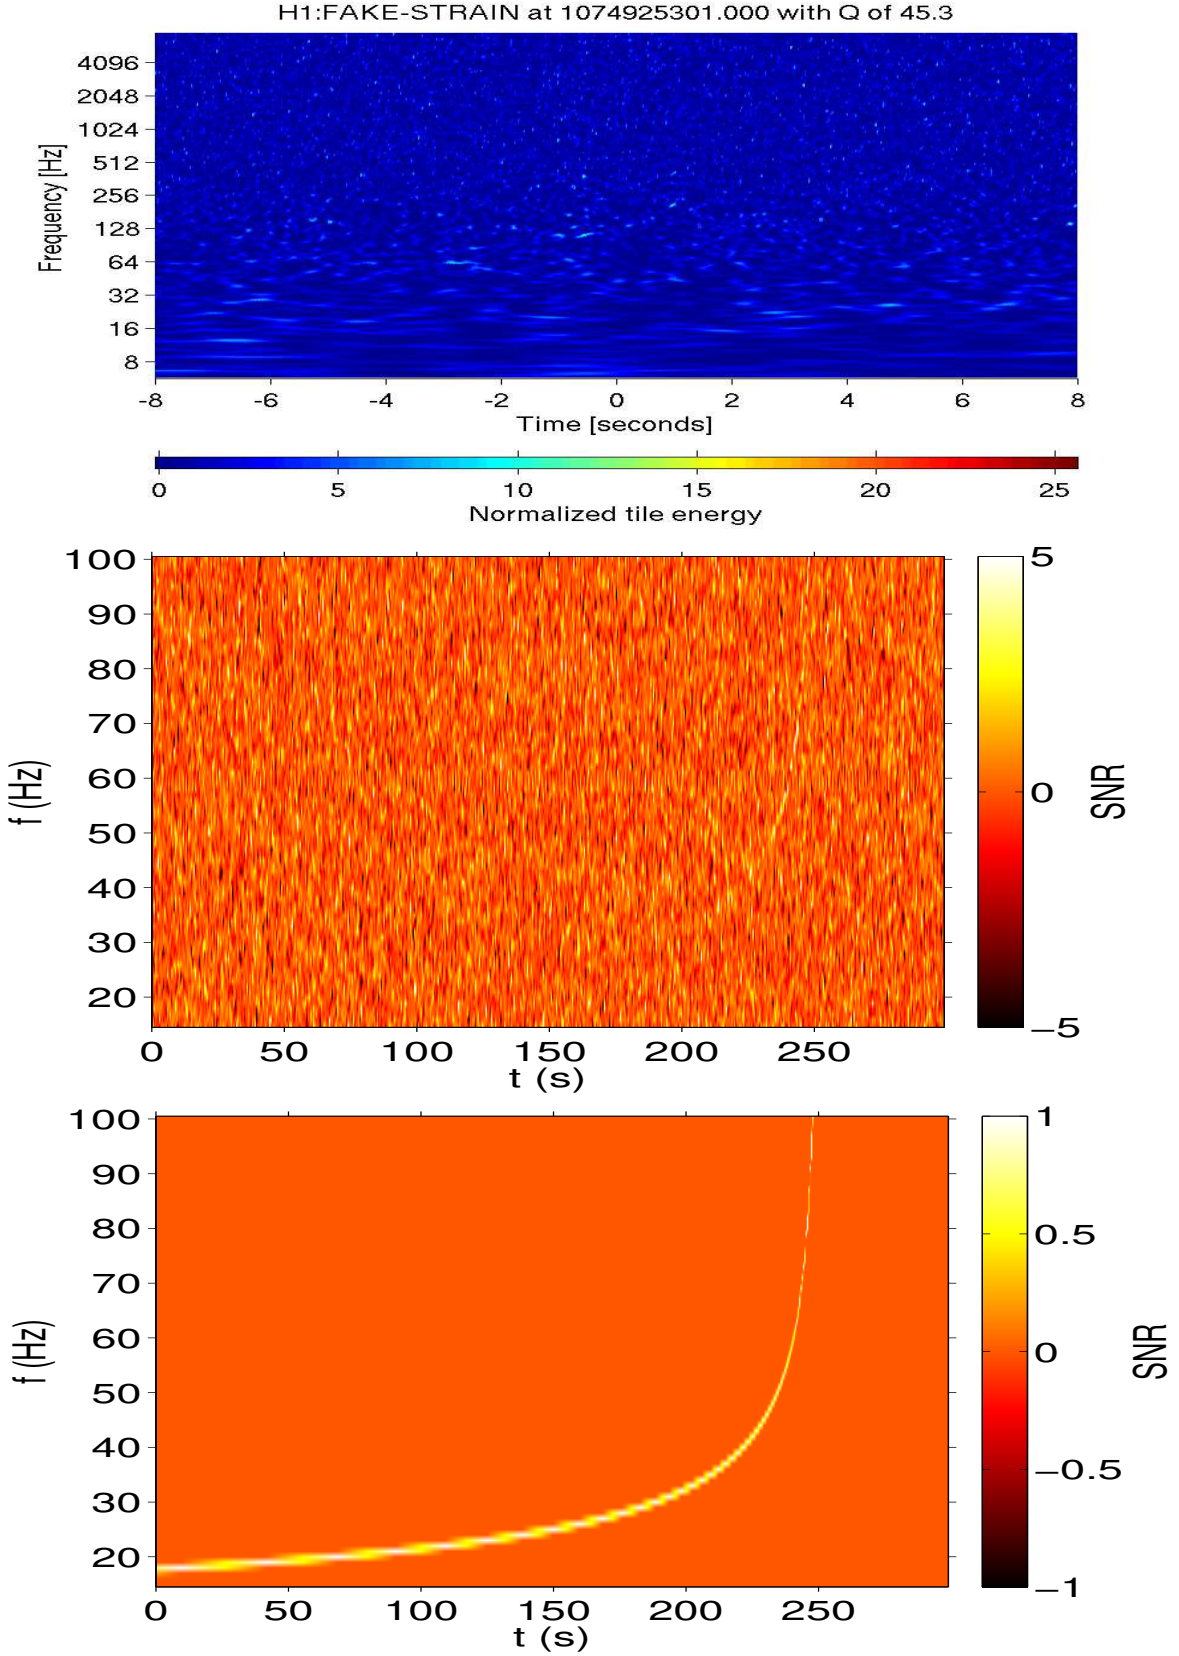 H1:FAKE-STRAIN at 1074925301.000 with Q of 45.3
4096
2048
1024
512
256
128
64
32
16
8
Frequency [Hz]
-8 -6 -4 -2 0 2 4 6 8
Time [seconds]
0 5 10 15 20 25
Normalized tile energy
100
90
80
70
60
50
40
30
20
f (Hz)
0 50 100 150 200 250
t (s)
5
0
−5
SNR
100
90
80
70
60
50
40
30
20
f (Hz)
0 50 100 150 200 250
t (s)
1
0.5
0
−0.5
−1
SNR